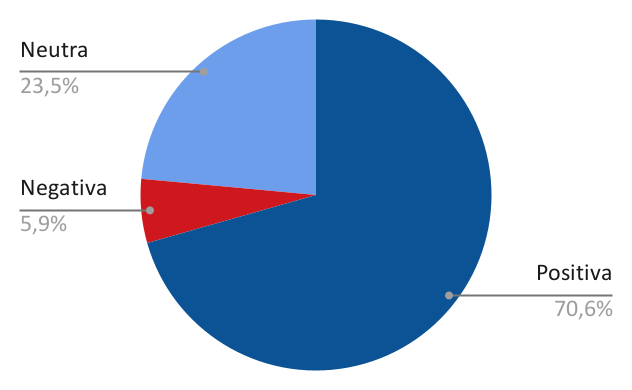 Neutra
23,5%
Negativa
5,9%
Positiva
70,6%